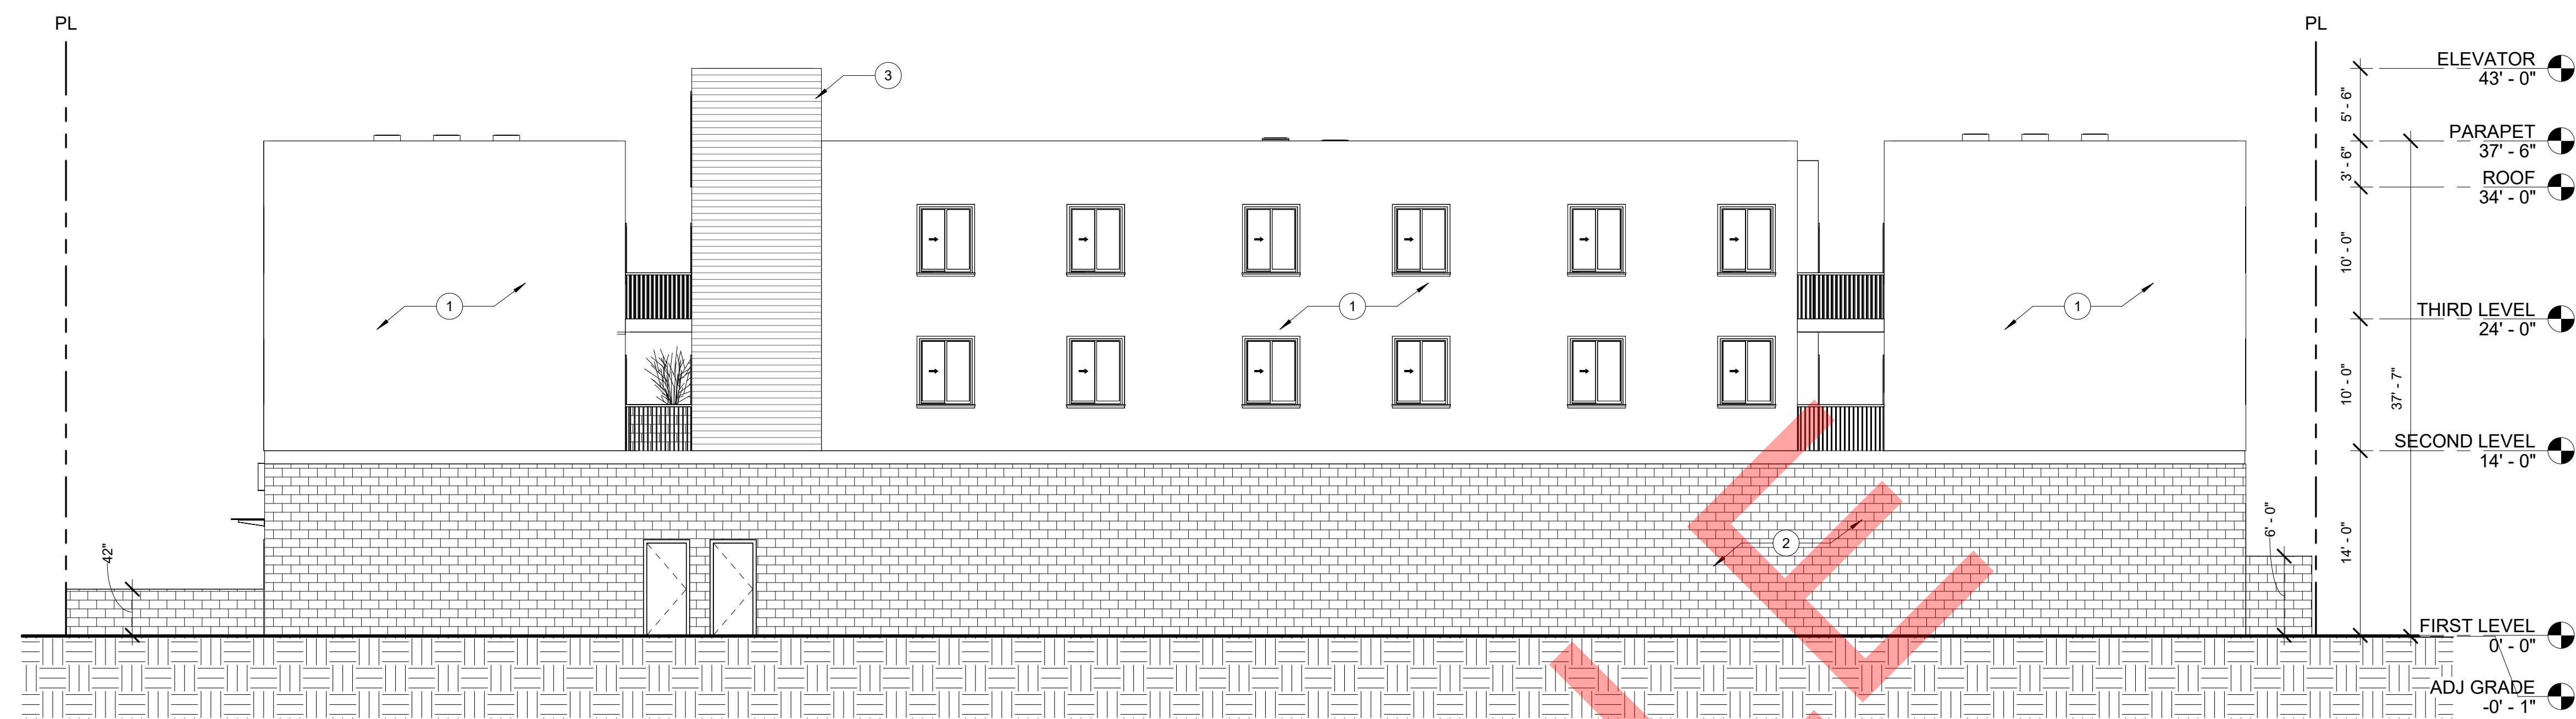 PL
PL
ELEVATOR
43' - 0"
5' - 6"
PARAPET
37' - 6"
3' - 6"
ROOF
34' - 0"
10' - 0"
THIRD LEVEL
24' - 0"
10' - 0"
37' - 7"
SECOND LEVEL
14' - 0"
14' - 0"
FIRST LEVEL
0' - 0"
ADJ GRADE
-0' - 1"
3
1
1
1
2
42"
6' - 0"